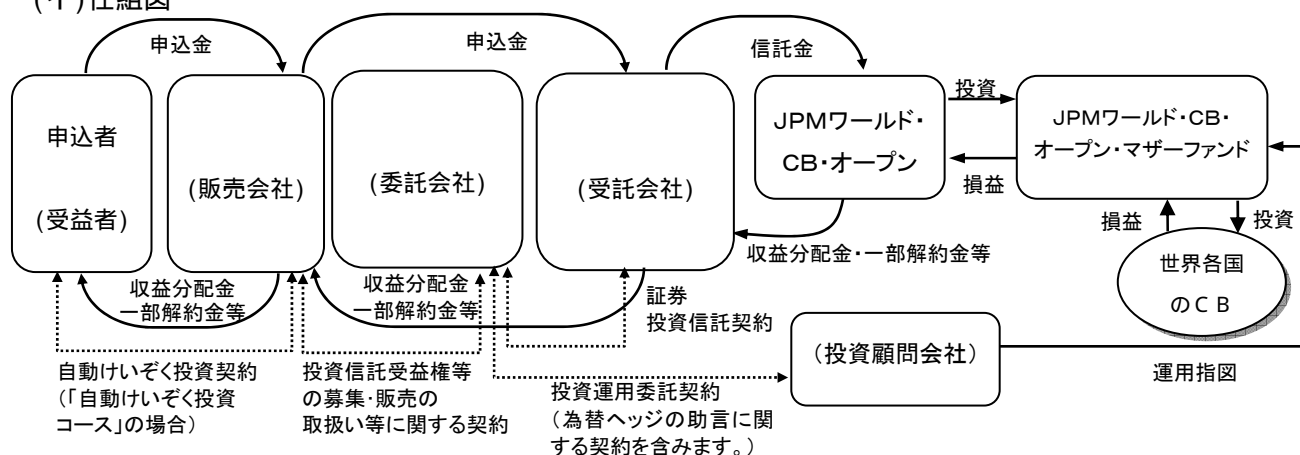 (イ)仕組図
申込金
申込金
信託金
申込者
(受益者)
(販売会社)
(委託会社)
(受託会社)
JPMワールド・
CB・オープン
投資
損益
JPMワールド・CB・
オープン・マザーファンド
収益分配金・一部解約金等
損益
投資
世界各国
のCB
収益分配金
一部解約金等
収益分配金
一部解約金等
証券
投資信託契約
(投資顧問会社)
運用指図
自動けいぞく投資契約
(「自動けいぞく投資
コース」の場合)
投資信託受益権等
の募集・販売の
取扱い等に関する契約
投資運用委託契約
(為替ヘッジの助言に関
する契約を含みます。)